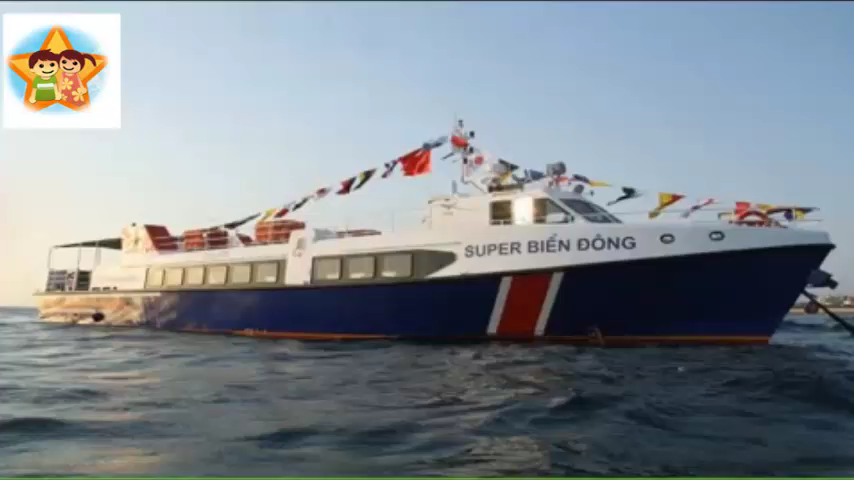 SUPER BIỂN ĐÔNG